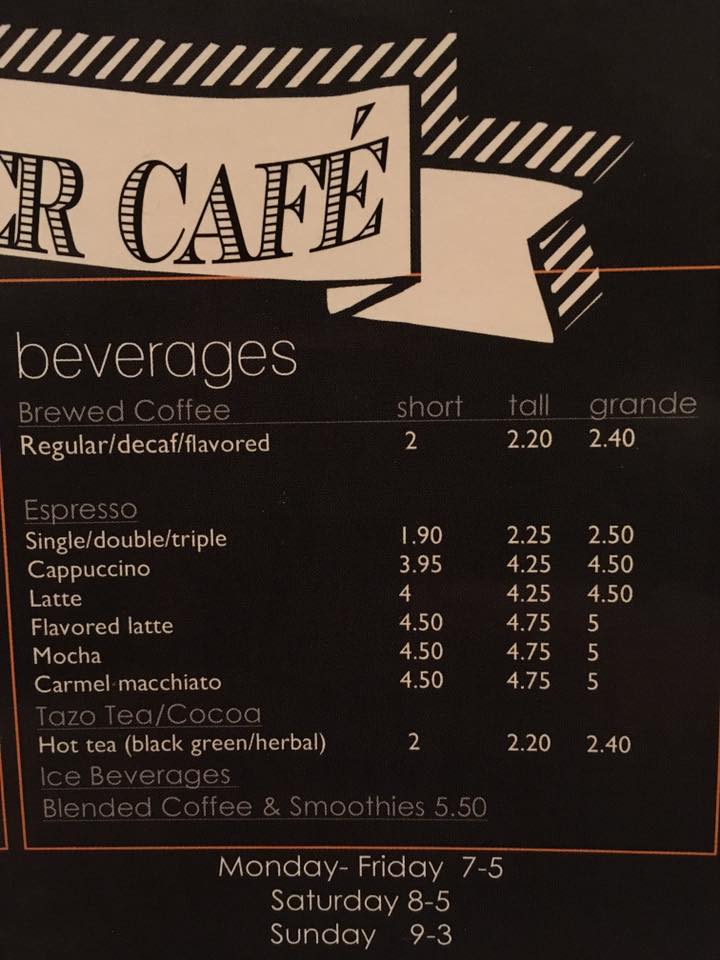 CAFÉ
beverages
Brewed Coffee short tall grande
Regular/decaf/flavored 2 2.20 2.40
Espresso
Single/double/triple 1.90 2.25 2.50
Cappuccino 3.95 4.25 4.50
Latte 4 4.25 4.50
Flavored latte 4.50 4.75 5
Mocha 4.50 4.75 5
Carmel macchiato 4.50 4.75 5
Tazo Tea/Cocoa
Hot tea (black green/herbal) 2 2.20 2.40
Ice Beverages
Blended Coffee & Smoothies 5.50
Monday- Friday 7-5
Saturday 8-5
Sunday 9-3